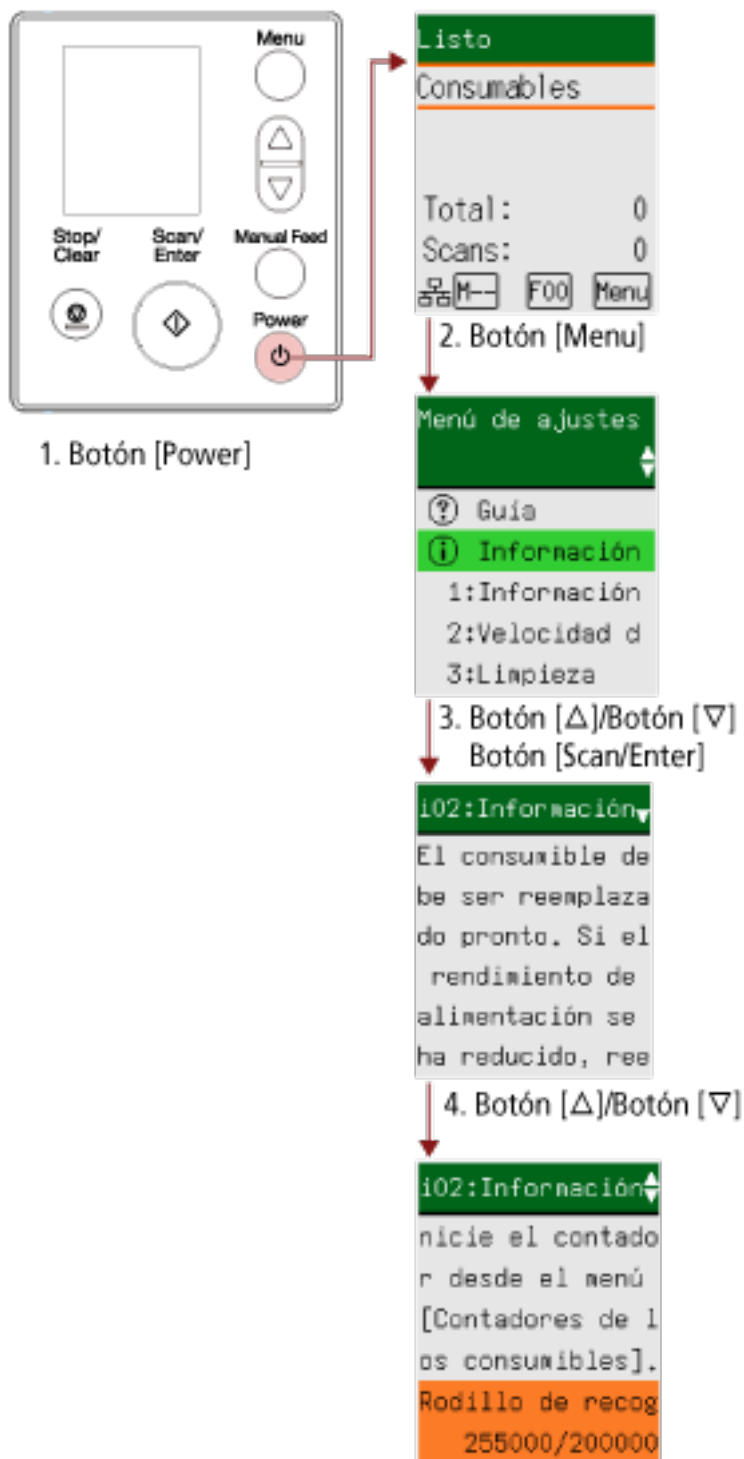 Menu
Stop/
Clear
Scan/
Enter
Manual Feed
Power
1. Botón [Power]
Listo
Consumables
Total: 0
Scans: 0
M-- F00 Menu
2. Botón [Menu]
Menú de ajustes
Guía
Información
1:Información
2:Velocidad d
3:Limpieza
3. Botón [△]/Botón [▽]
Botón [Scan/Enter]
i02:Información
El consumible de
be ser reemplaza
do pronto. Si el
rendimiento de
alimentación se
ha reducido, ree
4. Botón [△]/Botón [▽]
i02:Información
nicie el contado
r desde el menú
[Contadores de l
os consumibles].
Rodillo de recog
255000/200000